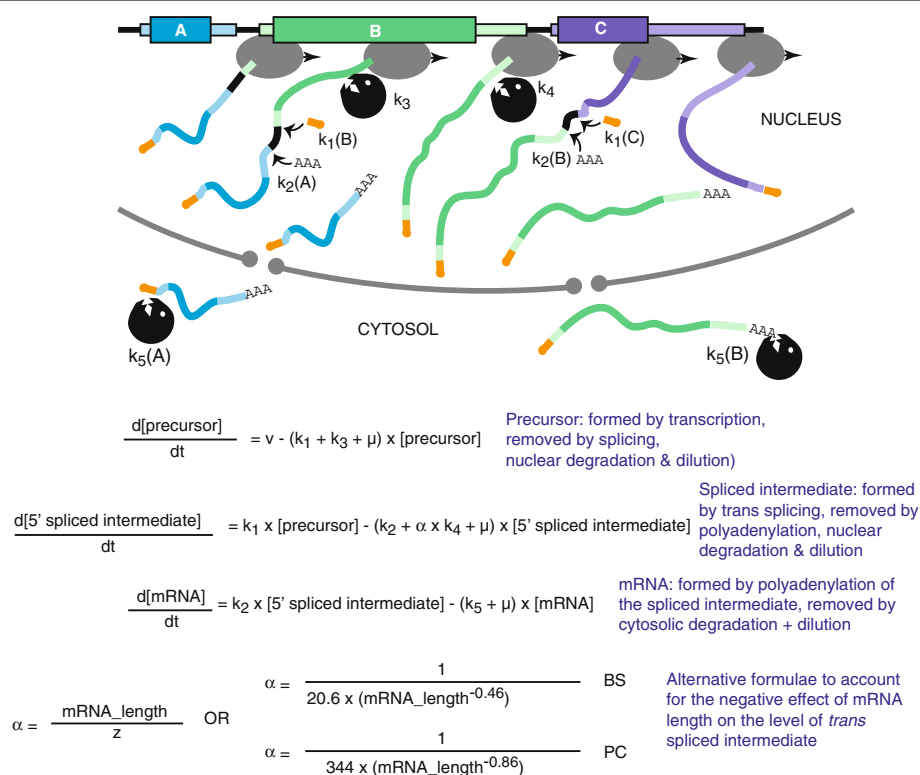 A
B
C
k3
k4
NUCLEUS
k1(B)
k1(C)
AAA
k2(A)
k2(B)
AAA
AAA
AAA
AAA
CYTOSOL
AAA
k5(A)
k5(B)
d[precursor]
dt
= v - (k1 + k3 + μ) x [precursor]
Precursor: formed by transcription,
removed by splicing,
nuclear degradation & dilution)
d[5' spliced intermediate]
dt
= k1 x [precursor] - (k2 + α x k4 + μ) x [5' spliced intermediate]
Spliced intermediate: formed
by trans splicing, removed by
polyadenylation, nuclear
degradation & dilution
d[mRNA]
dt
= k2 x [5' spliced intermediate] - (k5 + μ) x [mRNA]
mRNA: formed by polyadenylation of
the spliced intermediate, removed by
cytosolic degradation + dilution
α = mRNA_length
z
OR
α = 1
20.6 x (mRNA_length-0.46)
BS
α = 1
344 x (mRNA_length-0.86)
PC
Alternative formulae to account
for the negative effect of mRNA
length on the level of trans
spliced intermediate